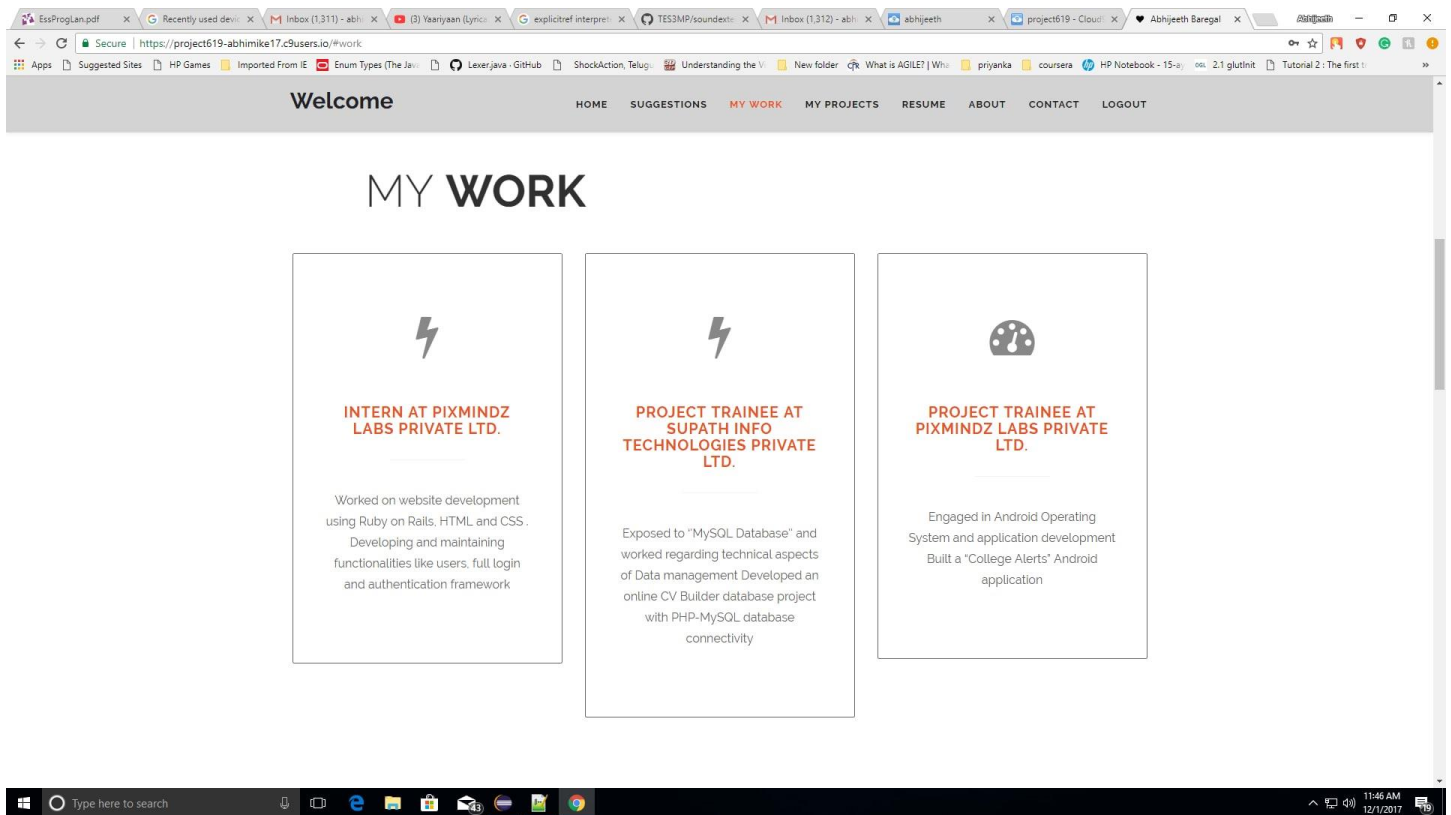 EssProgLan.pdf
Recently used devic
Inbox (1,311) - abh
(3) Yaariyaan (Lyrica
explicitref interprete
TES3MP/soundexte
Inbox (1,312) - abh
abhijeeth
project619 - Cloud
Abhijeeth Baregal
Abhijeeth
Secure https://project619-abhimike17.c9users.io/#work
Apps Suggested Sites HP Games Imported From IE Enum Types (The Jav Lexer.java · GitHub ShockAction, Telugu Understanding the V New folder What is AGILE? | Wha priyanka coursera HP Notebook - 15-ay OGL 2.1 glutInit Tutorial 2 : The first t »
Welcome HOME SUGGESTIONS MY WORK MY PROJECTS RESUME ABOUT CONTACT LOGOUT
MY WORK
INTERN AT PIXMINDZ
LABS PRIVATE LTD.
Worked on website development
using Ruby on Rails, HTML and CSS .
Developing and maintaining
functionalities like users, full login
and authentication framework
PROJECT TRAINEE AT
SUPATH INFO
TECHNOLOGIES PRIVATE
LTD.
Exposed to "MySQL Database" and
worked regarding technical aspects
of Data management Developed an
online CV Builder database project
with PHP-MySQL database
connectivity
PROJECT TRAINEE AT
PIXMINDZ LABS PRIVATE
LTD.
Engaged in Android Operating
System and application development
Built a "College Alerts" Android
application
Type here to search
43
11:46 AM
12/1/2017
19